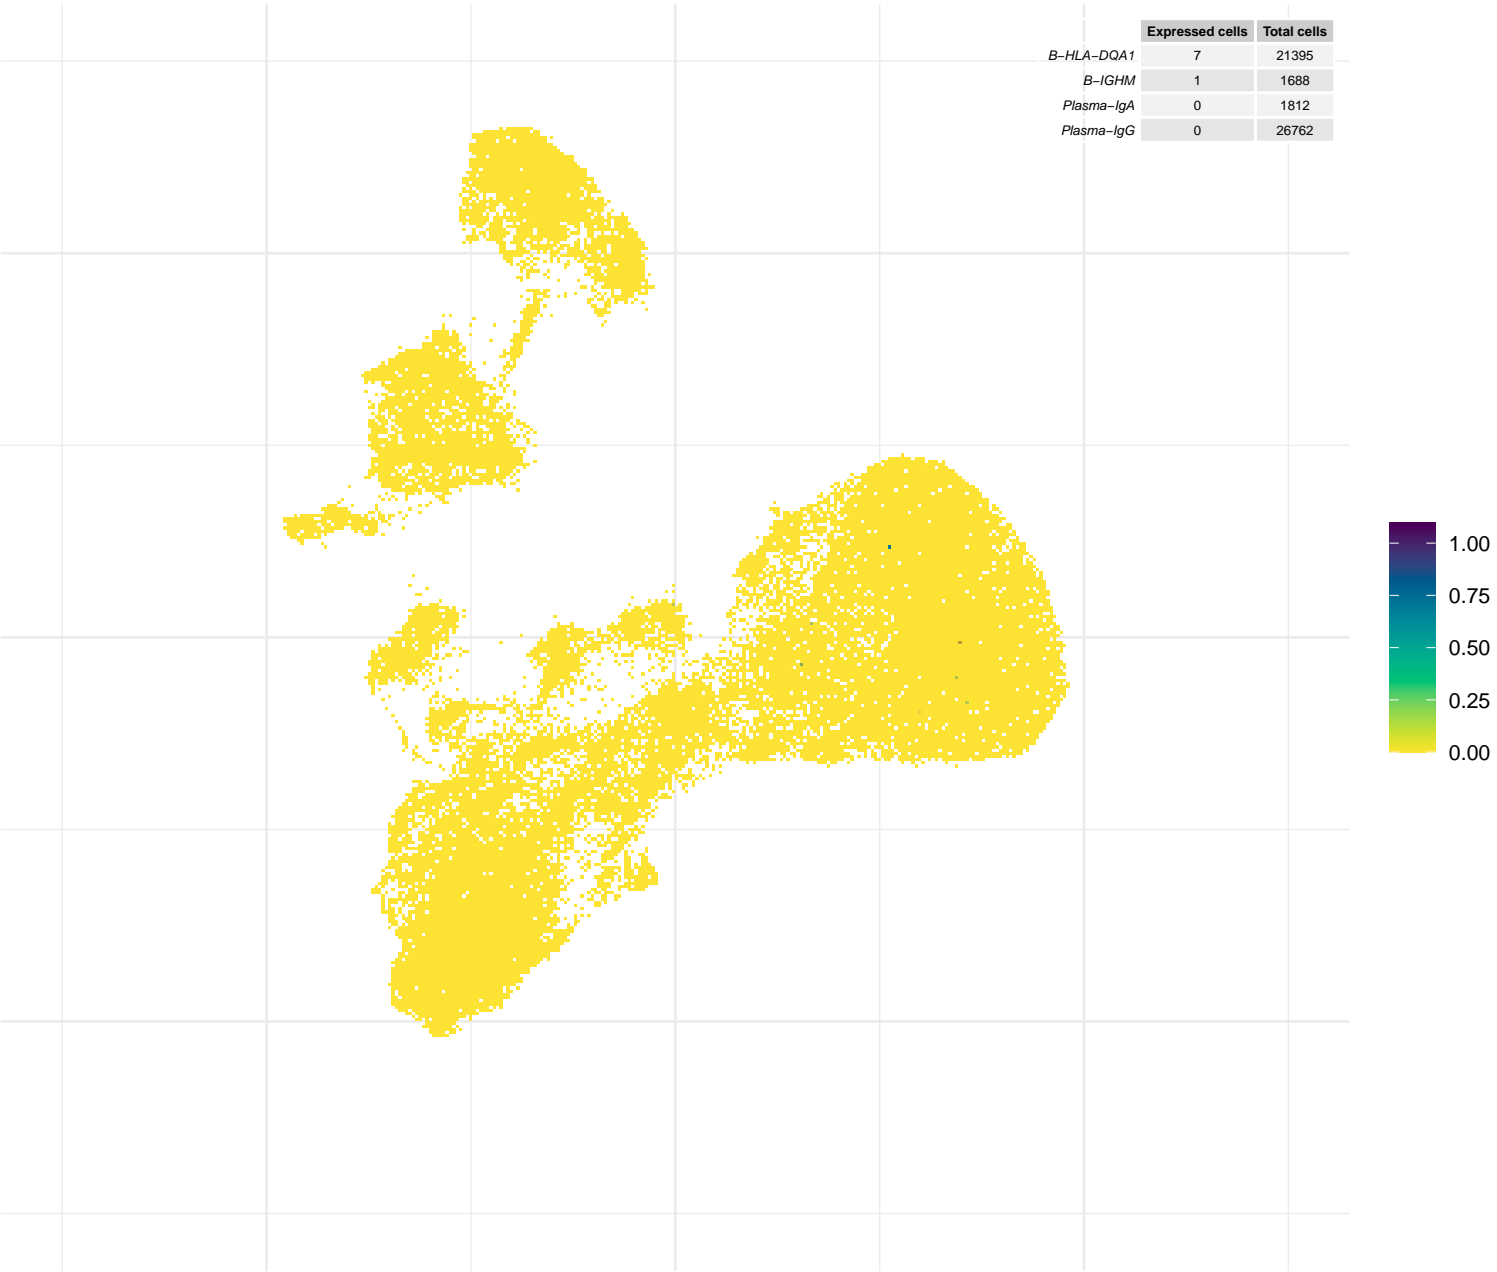 Expressed cells Total cells
B−HLA−DQA1 7 21395
B−IGHM 1 1688
Plasma−IgA 0 1812
Plasma−IgG 0 26762
1.00
0.75
0.50
0.25
0.00